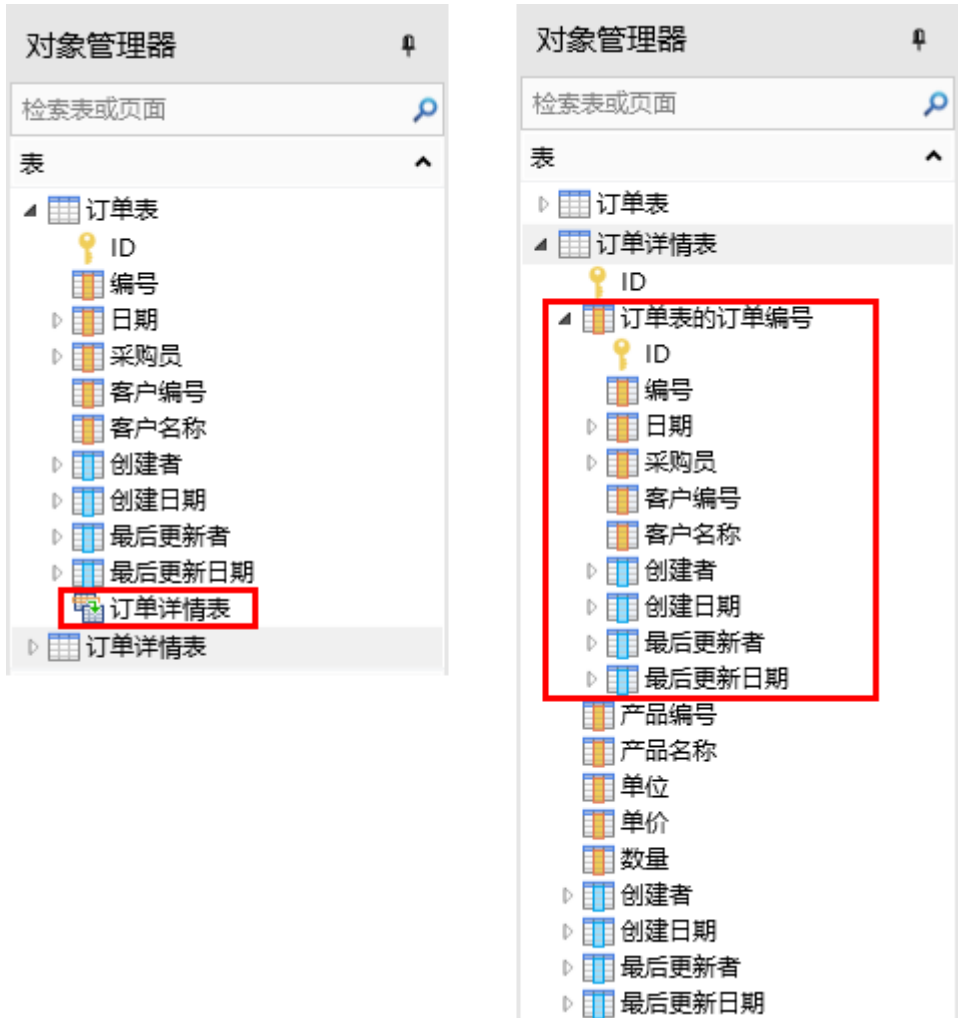 对象管理器
检索表或页面
表
订单表
ID
编号
日期
采购员
客户编号
客户名称
创建者
创建日期
最后更新者
最后更新日期
订单详情表
订单详情表
对象管理器
检索表或页面
表
订单表
订单详情表
ID
订单表的订单编号
ID
编号
日期
采购员
客户编号
客户名称
创建者
创建日期
最后更新者
最后更新日期
产品编号
产品名称
单位
单价
数量
创建者
创建日期
最后更新者
最后更新日期